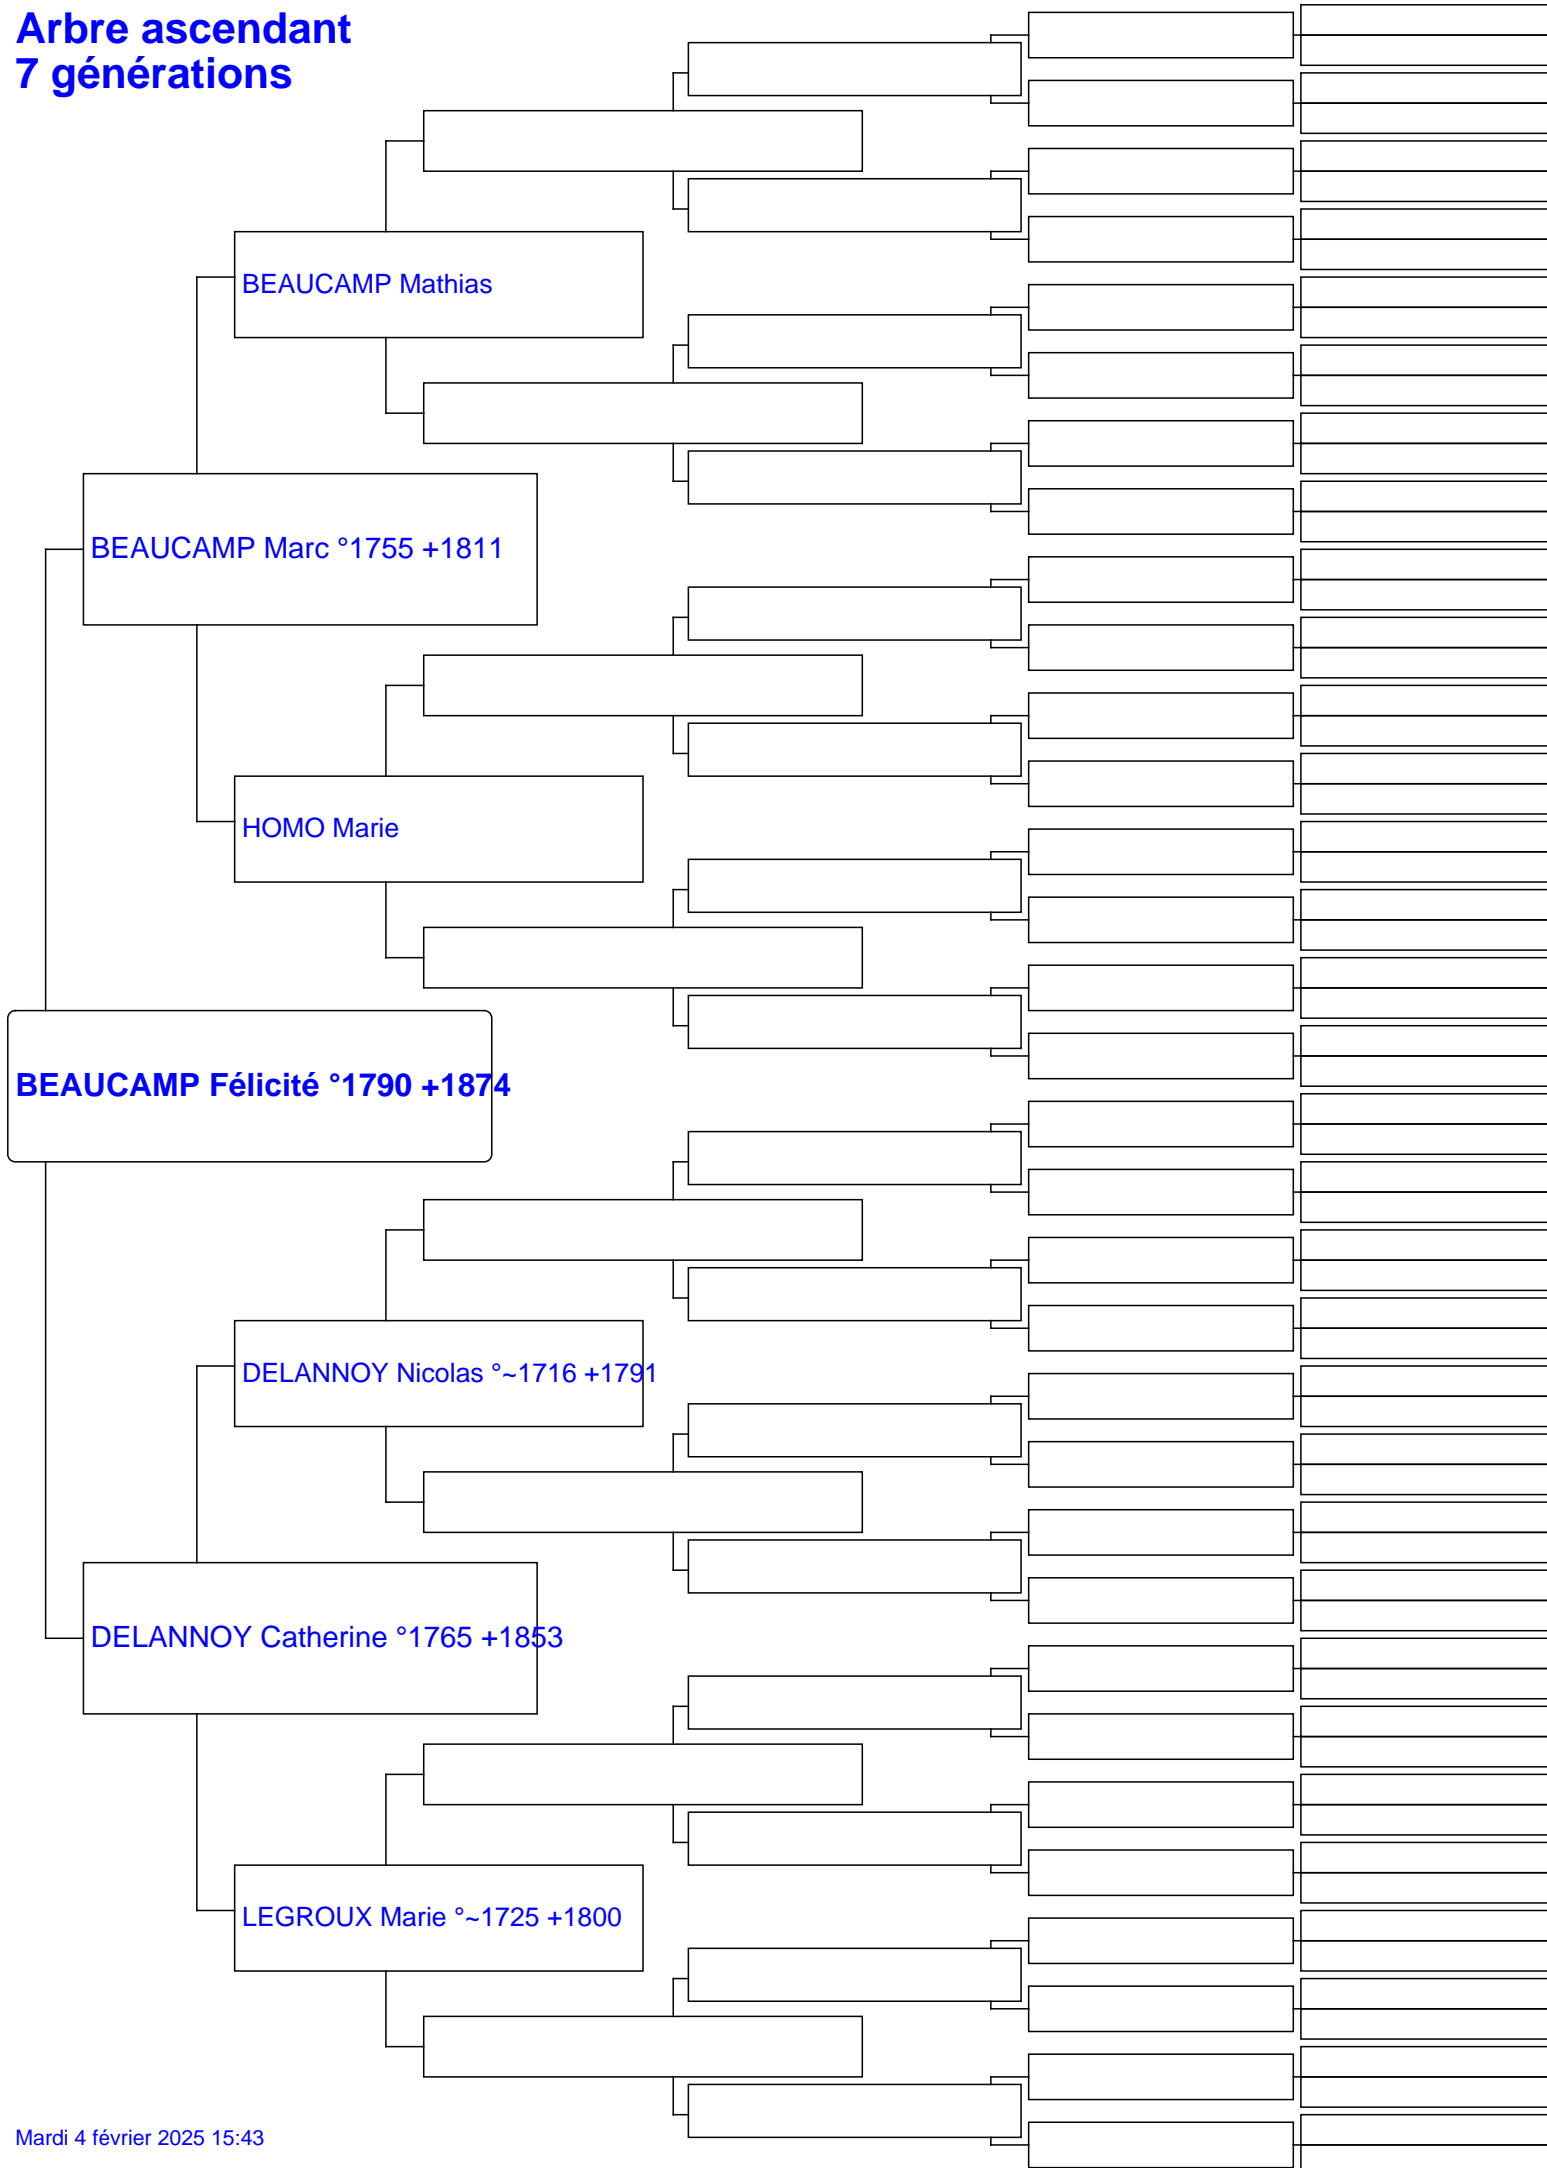 Arbre ascendant
7 générations
BEAUCAMP Mathias
BEAUCAMP Marc °1755 +1811
HOMO Marie
BEAUCAMP Félicité °1790 +1874
DELANNOY Nicolas °~1716 +1791
DELANNOY Catherine °1765 +1853
LEGROUX Marie °~1725 +1800
Mardi 4 février 2025 15:43